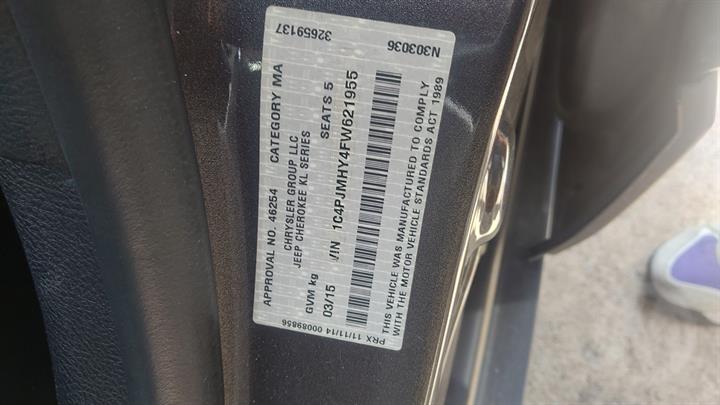 APPROVAL NO. 46254 CATEGORY MA 32659137
CHRYSLER GROUP LLC
JEEP CHEROKEE KL SERIES
GVM kg SEATS 5 N303036
03/15 VIN 1C4PJMHY4FW621955
THIS VEHICLE WAS MANUFACTURED TO COMPLY
WITH THE MOTOR VEHICLE STANDARDS ACT 1989
PRX 11/11/14 00089856